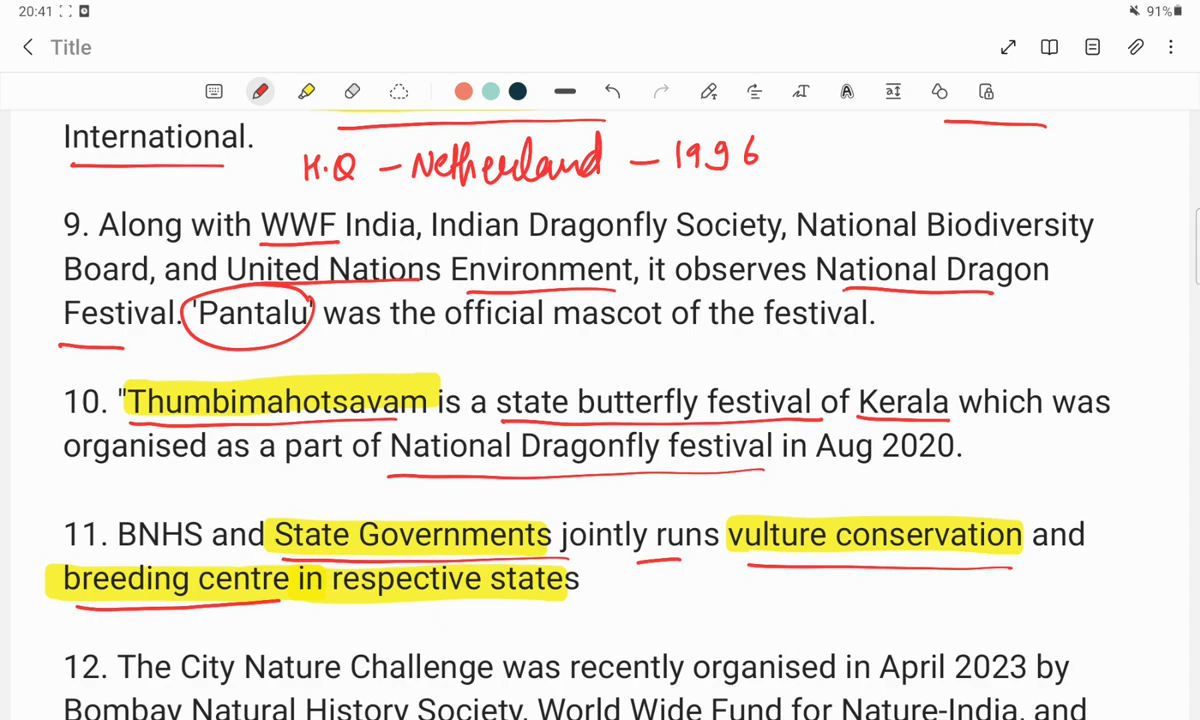 20:41
91%
Title
International.
H.Q - Netherland - 1996
9. Along with WWF India, Indian Dragonfly Society, National Biodiversity
Board, and United Nations Environment, it observes National Dragon
Festival. 'Pantalu' was the official mascot of the festival.
10. "Thumbimahotsavam is a state butterfly festival of Kerala which was
organised as a part of National Dragonfly festival in Aug 2020.
11. BNHS and State Governments jointly runs vulture conservation and
breeding centre in respective states
12. The City Nature Challenge was recently organised in April 2023 by
Bombay Natural History Society, World Wide Fund for Nature-India, and